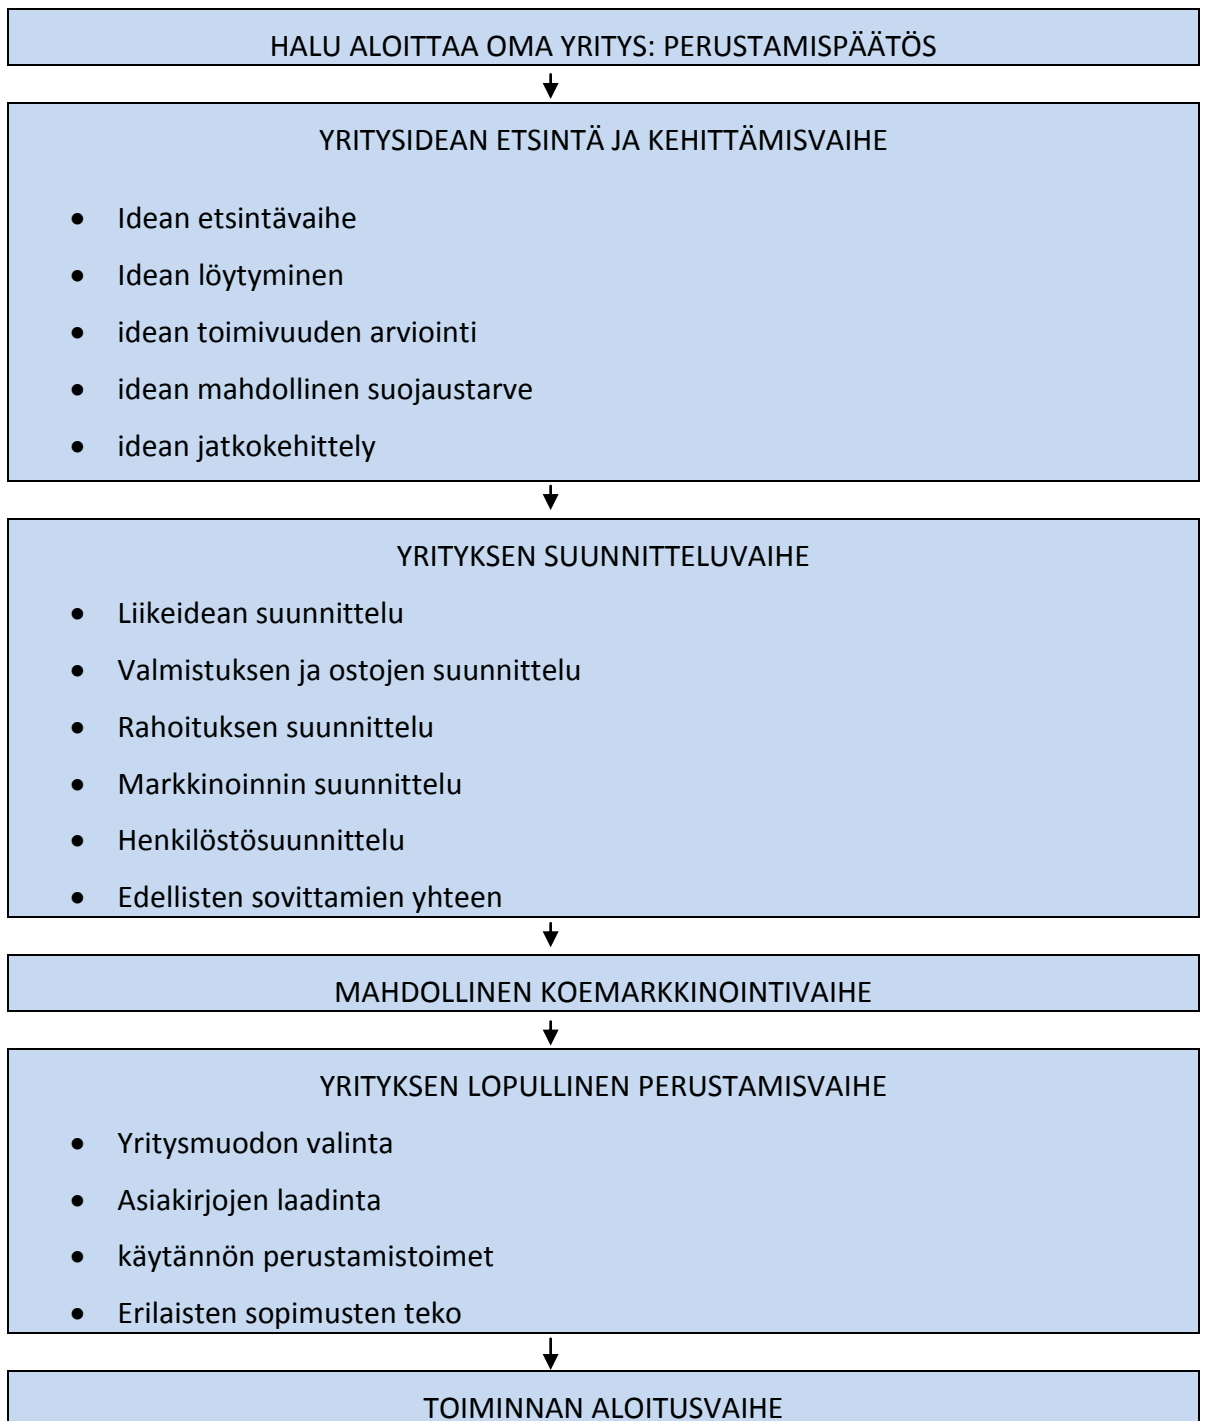 HALU ALOITTAA OMA YRITYS: PERUSTAMISPÄÄTÖS
YRITYSIDEAN ETSINTÄ JA KEHITTÄMISVAIHE
• Idean etsintävaihe
• Idean löytyminen
• idean toimivuuden arviointi
• idean mahdollinen suojaustarve
• idean jatkokehittely
YRITYKSEN SUUNNITTELUVAIHE
• Liikeidean suunnittelu
• Valmistuksen ja ostojen suunnittelu
• Rahoituksen suunnittelu
• Markkinoinnin suunnittelu
• Henkilöstösuunnittelu
• Edellisten sovittamien yhteen
MAHDOLLINEN KOEMARKKINOINTIVAIHE
YRITYKSEN LOPULLINEN PERUSTAMISVAIHE
• Yritysmuodon valinta
• Asiakirjojen laadinta
• käytännön perustamistoimet
• Erilaisten sopimusten teko
TOIMINNAN ALOITUSVAIHE